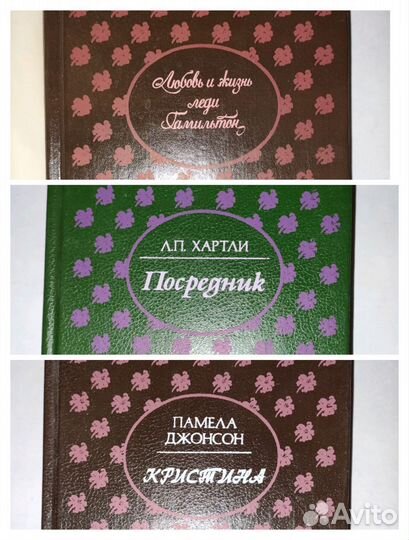 Любовь и жизнь
леди
Гамильтон
Л.П. ХАРТЛИ
Посредник
ПАМЕЛА
ДЖОНСОН
КРИСТИНА
Avito